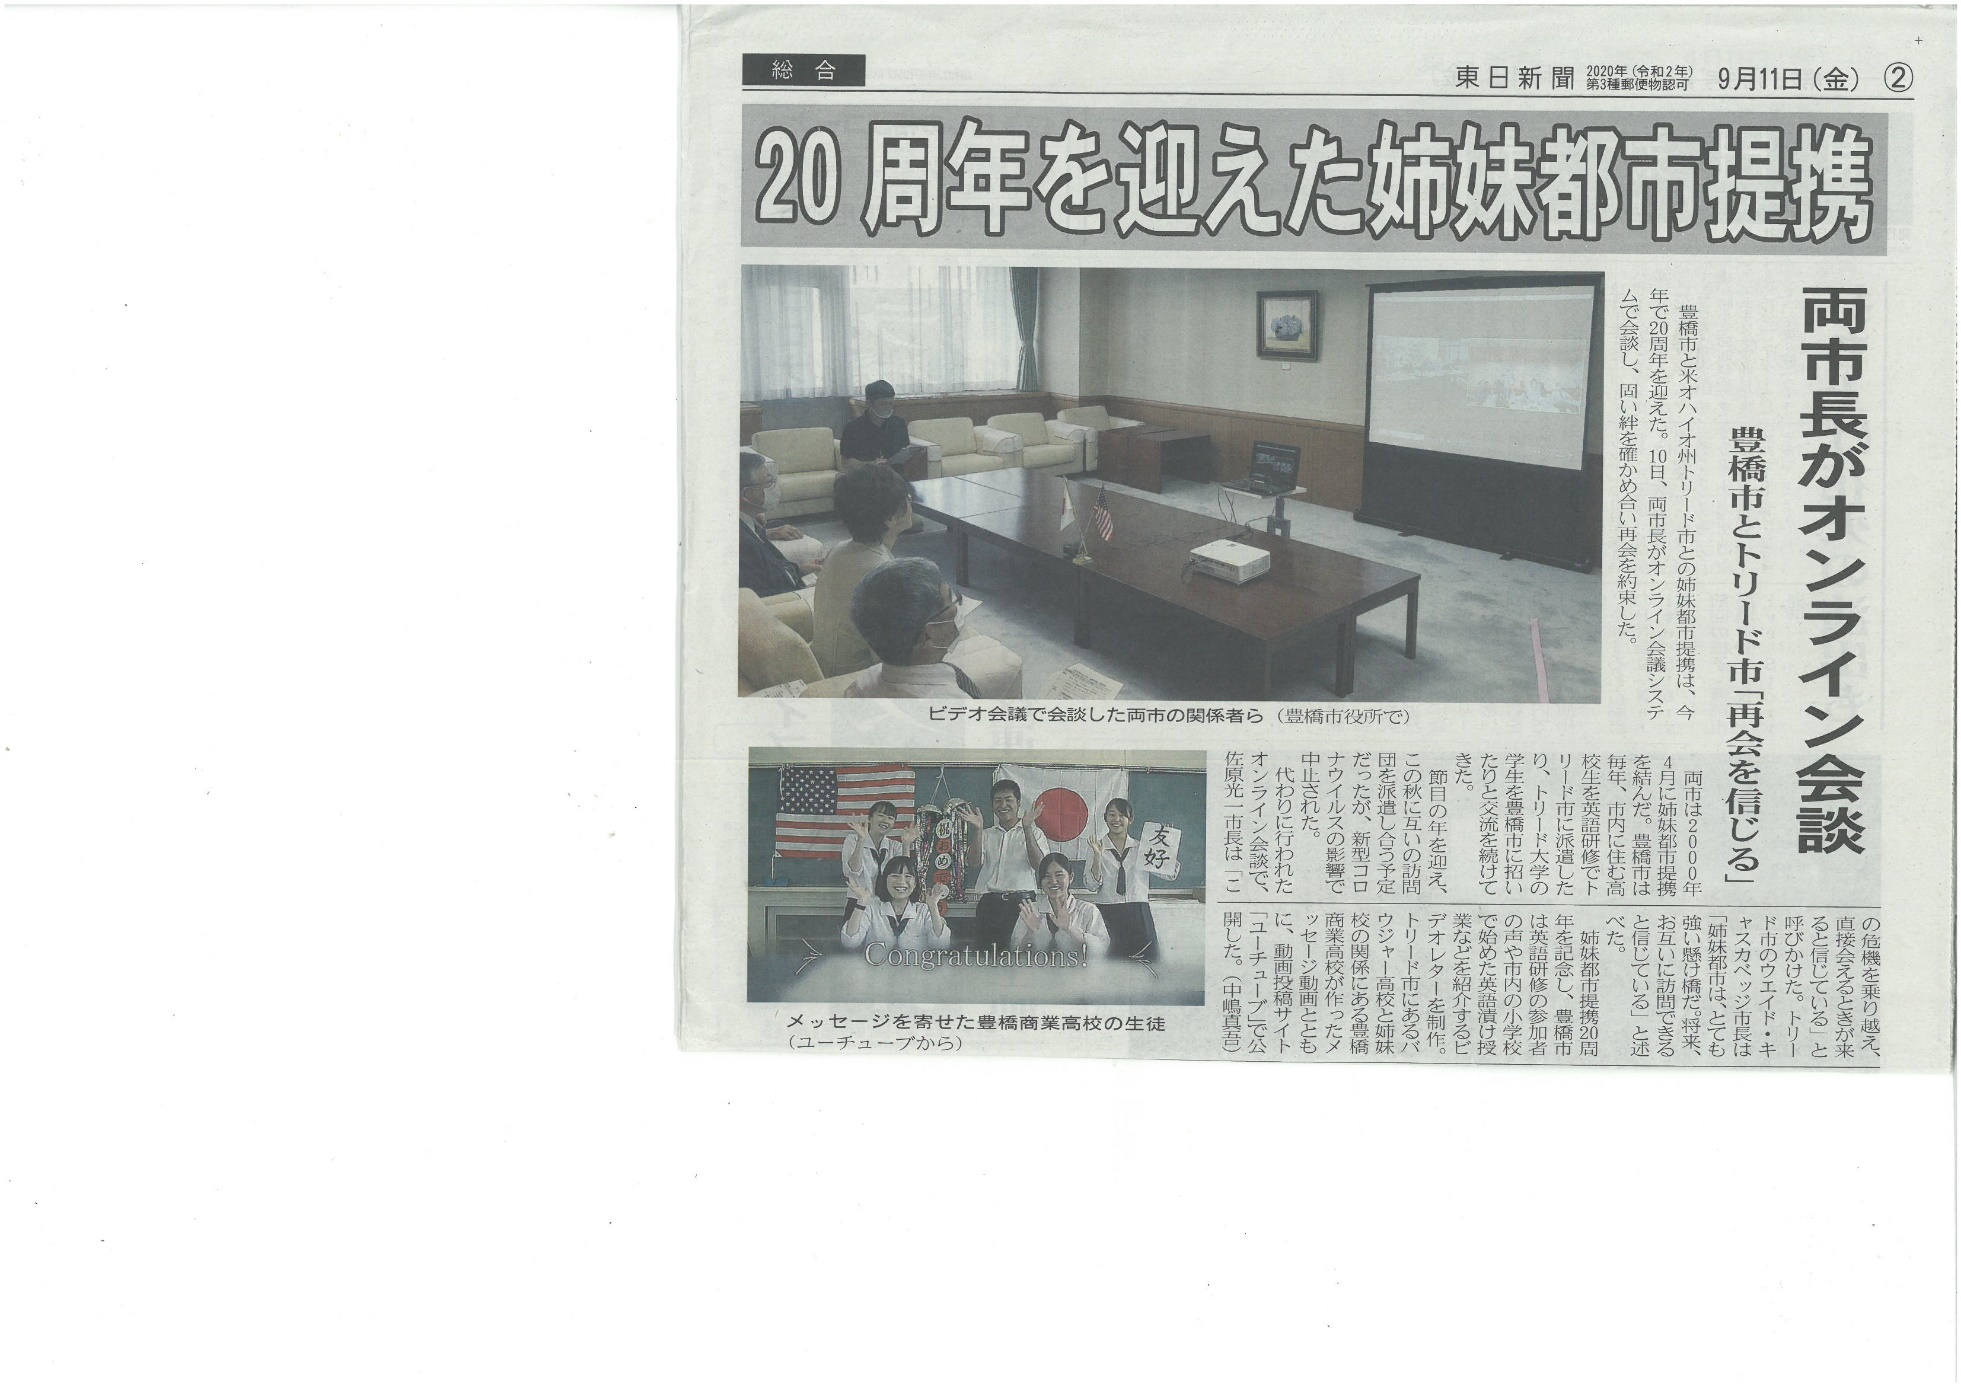 総合
東日新聞 2020年(令和2年) 9月11日(金) ②
第3種郵便物認可
20周年を迎えた姉妹都市提携
両市長がオンライン会談
豊橋市とトリード市「再会を信じる」
豊橋市と米オハイオ州トリード市との姉妹都市提携は、今
年で20周年を迎えた。10日、両市長がオンライン会議システ
ムで会談し、固い絆を確かめ合い再会を約束した。
ビデオ会議で会談した両市の関係者ら(豊橋市役所で)
両市は2000年
4月に姉妹都市提携
を結んだ。豊橋市は
毎年、市内に住む高
校生を英語研修でト
リード市に派遣した
り、トリード大学の
学生を豊橋市に招い
たりと交流を続けて
きた。
節目の年を迎え、
この秋に互いの訪問
団を派遣し合う予定
だったが、新型コロ
ナウイルスの影響で
中止された。
代わりに行われた
オンライン会談で、
佐原光一市長は「こ
の危機を乗り越え、
直接会えるときが来
ると信じている」と
呼びかけた。トリー
ド市のウエイド・キ
ャスカベッジ市長は
「姉妹都市は、とても
強い懸け橋だ。将来、
お互いに訪問できる
と信じている」と述
べた。
姉妹都市提携20周
年を記念し、豊橋市
は英語研修の参加者
の声や市内の小学校
で始めた英語漬け授
業などを紹介するビ
デオレターを制作。
トリード市にあるバ
ウジャー高校と姉妹
校の関係にある豊橋
商業高校が作ったメ
ッセージ動画ととも
に、動画投稿サイト
「ユーチューブ」で公
開した。(中嶋真吾)
祝
おめで
友好
Congratulations!
メッセージを寄せた豊橋商業高校の生徒
(ユーチューブから)